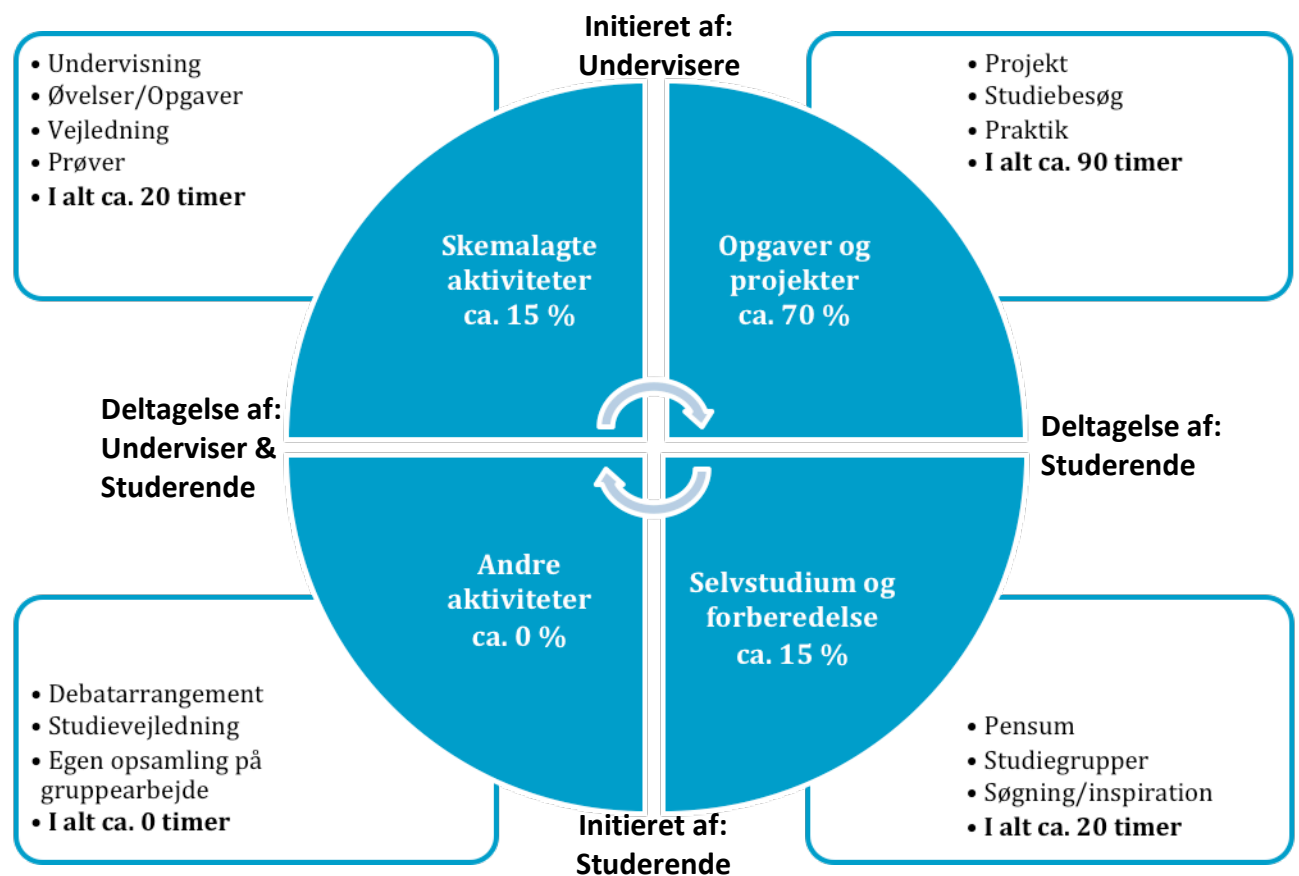 Initieret af:
Undervisere
• Undervisning
• Øvelser/Opgaver
• Vejledning
• Prøver
• I alt ca. 20 timer
• Projekt
• Studiebesøg
• Praktik
• I alt ca. 90 timer
Skemalagte
aktiviteter
ca. 15 %
Opgaver og
projekter
ca. 70 %
Deltagelse af:
Underviser &
Studerende
Deltagelse af:
Studerende
Andre
aktiviteter
ca. 0 %
Selvstudium og
forberedelse
ca. 15 %
• Debatarrangement
• Studievejledning
• Egen opsamling på
gruppearbejde
• I alt ca. 0 timer
• Pensum
• Studiegrupper
• Søgning/inspiration
• I alt ca. 20 timer
Initieret af:
Studerende